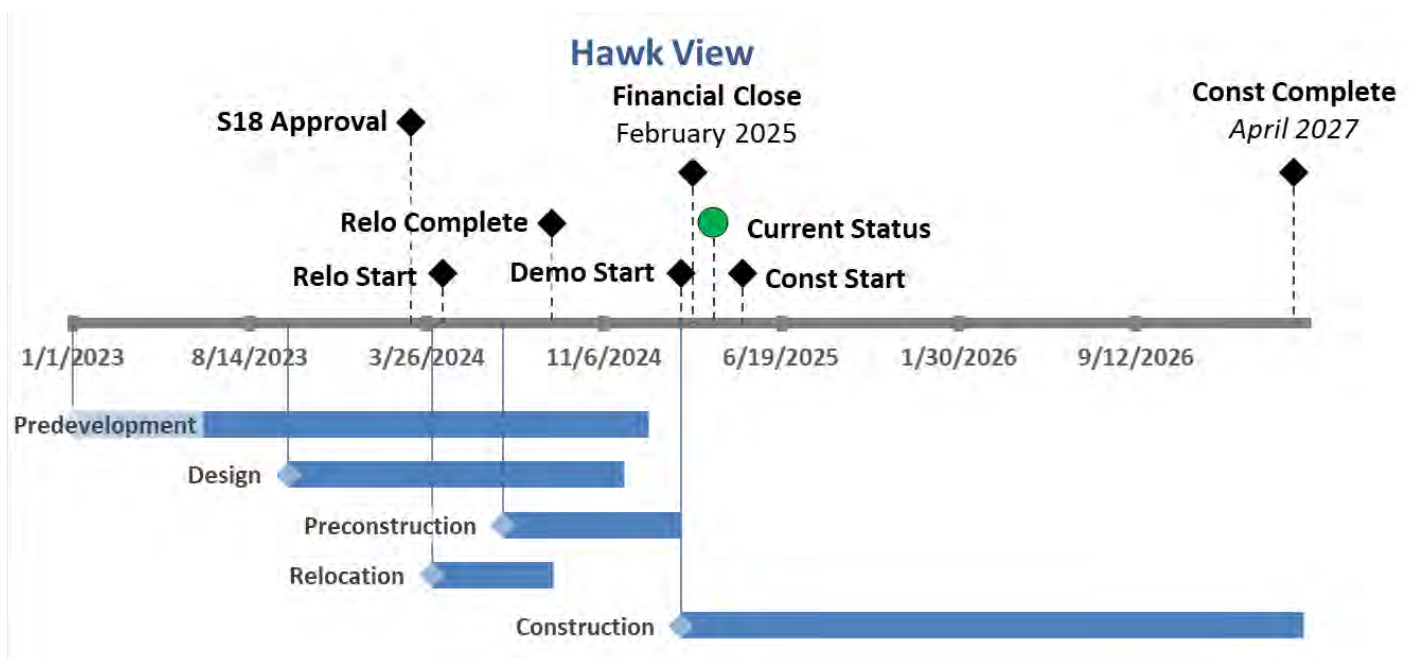 Hawk View
Financial Close
February 2025
Const Complete
April 2027
S18 Approval
Relo Complete
Current Status
Relo Start
Demo Start
Const Start
1/1/2023
8/14/2023
3/26/2024
11/6/2024
6/19/2025
1/30/2026
9/12/2026
Predevelopment
Design
Preconstruction
Relocation
Construction